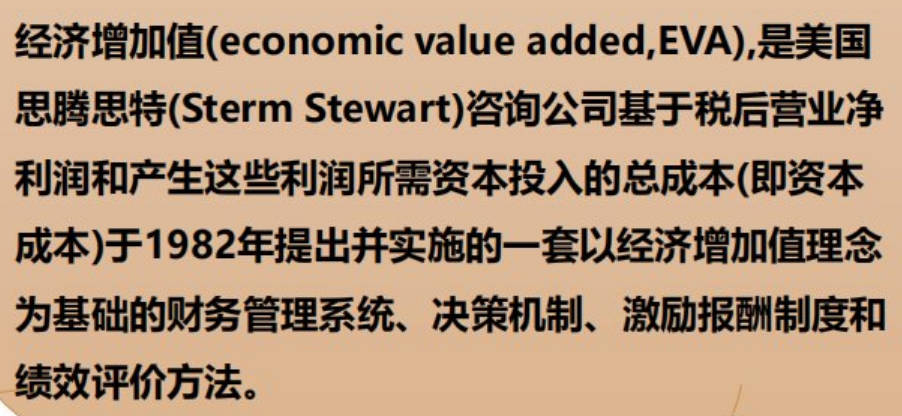 经济增加值(economic value added,EVA),是美国
思腾思特(Sterm Stewart)咨询公司基于税后营业净
利润和产生这些利润所需资本投入的总成本(即资本
成本)于1982年提出并实施的一套以经济增加值理念
为基础的财务管理系统、决策机制、激励报酬制度和
绩效评价方法。